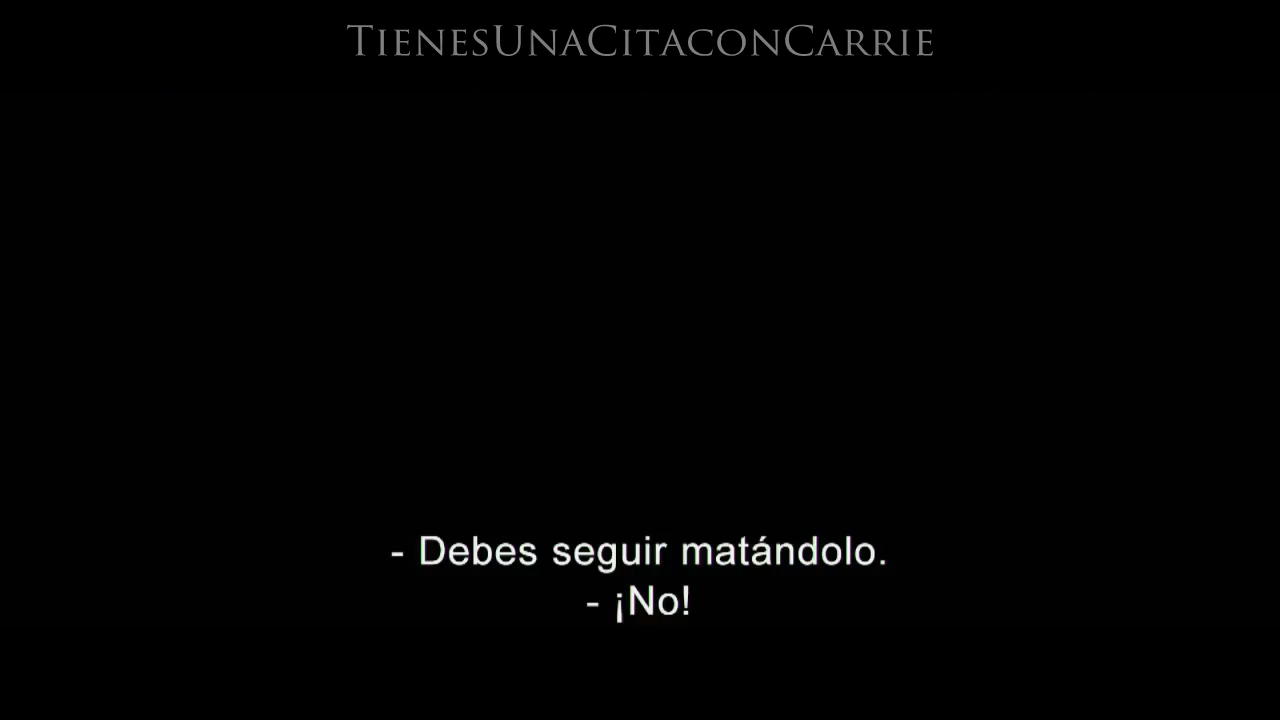 TienesUnaCitaconCarrie
- Debes seguir matándolo.
- ¡No!